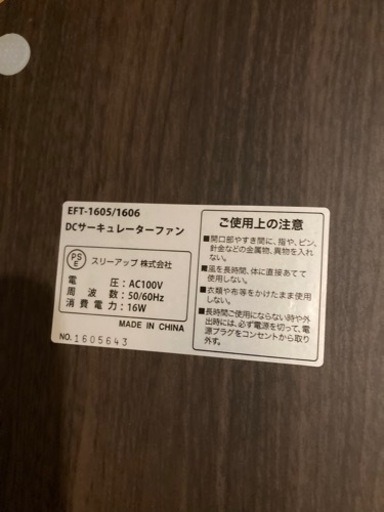 EFT-1605/1606
DCサーキュレーターファン
PS
E
スリーアップ 株式会社
電圧:AC100V
周波数:50/60Hz
消費電力:16W
MADE IN CHINA
NO. 1605643
ご使用上の注意
■開口部やすき間に、指や、ピン、
針金などの金属物、異物を入れ
ない。
■風を長時間、体に直接あてて
使用しない。
■衣類や布等をかけたまま使用
しない。
■長時間ご使用にならない時や外
出時には、必ず電源を切って、電
源プラグをコンセントから取り
外す。